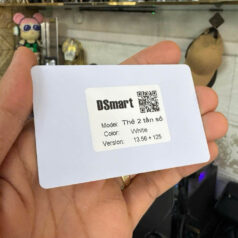 DSmart
Model: Thẻ 2 tần số
Color: White
Version: 13.56 + 125